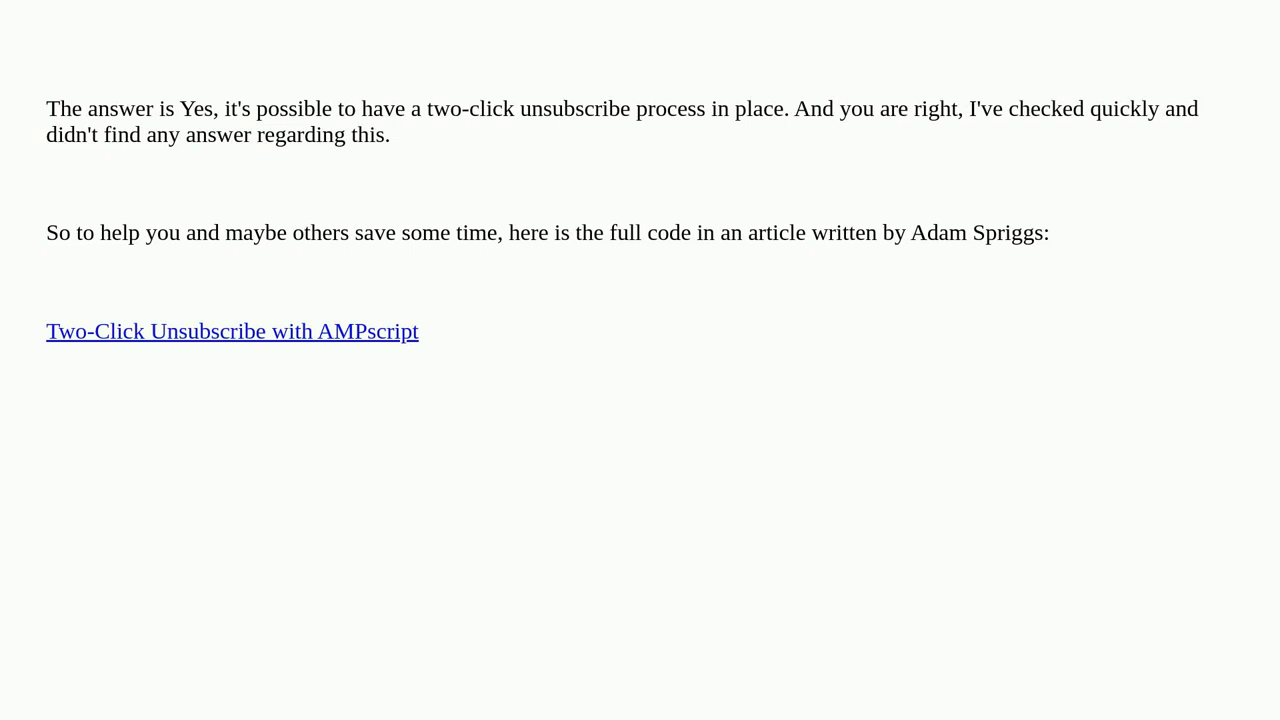 The answer is Yes, it's possible to have a two-click unsubscribe process in place. And you are right, I've checked quickly and
didn't find any answer regarding this.
So to help you and maybe others save some time, here is the full code in an article written by Adam Spriggs:
Two-Click Unsubscribe with AMPscript